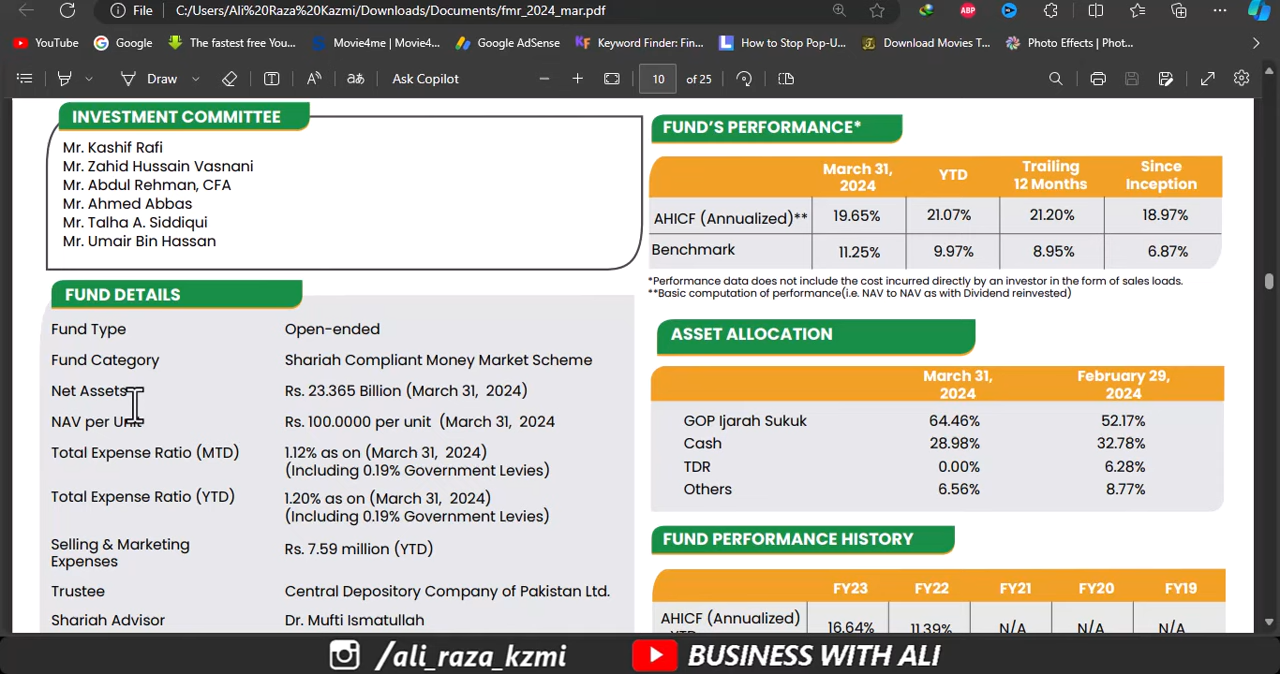 File C:/Users/Ali%20Raza%20Kazmi/Downloads/Documents/fmr_2024_mar.pdf
YouTube Google The fastest free You... Movie4me | Movie4... Google AdSense Keyword Finder: Fin... How to Stop Pop-U... Download Movies T... Photo Effects | Phot...
Draw Ask Copilot 10 of 25
INVESTMENT COMMITTEE
Mr. Kashif Rafi
Mr. Zahid Hussain Vasnani
Mr. Abdul Rehman, CFA
Mr. Ahmed Abbas
Mr. Talha A. Siddiqui
Mr. Umair Bin Hassan
FUND DETAILS
Fund Type Open-ended
Fund Category Shariah Compliant Money Market Scheme
Net Assets Rs. 23.365 Billion (March 31, 2024)
NAV per Unit Rs. 100.0000 per unit (March 31, 2024
Total Expense Ratio (MTD) 1.12% as on (March 31, 2024)
(Including 0.19% Government Levies)
Total Expense Ratio (YTD) 1.20% as on (March 31, 2024)
(Including 0.19% Government Levies)
Selling & Marketing
Expenses Rs. 7.59 million (YTD)
Trustee Central Depository Company of Pakistan Ltd.
Shariah Advisor Dr. Mufti Ismatullah
FUND'S PERFORMANCE*
March 31, 2024 YTD Trailing 12 Months Since Inception
AHICF (Annualized)** 19.65% 21.07% 21.20% 18.97%
Benchmark 11.25% 9.97% 8.95% 6.87%
*Performance data does not include the cost incurred directly by an investor in the form of sales loads.
**Basic computation of performance(i.e. NAV to NAV as with Dividend reinvested)
ASSET ALLOCATION
March 31, 2024 February 29, 2024
GOP Ijarah Sukuk 64.46% 52.17%
Cash 28.98% 32.78%
TDR 0.00% 6.28%
Others 6.56% 8.77%
FUND PERFORMANCE HISTORY
FY23 FY22 FY21 FY20 FY19
AHICF (Annualized) 16.64% 11.39% N/A N/A N/A
/ali_raza_kzmi BUSINESS WITH ALI